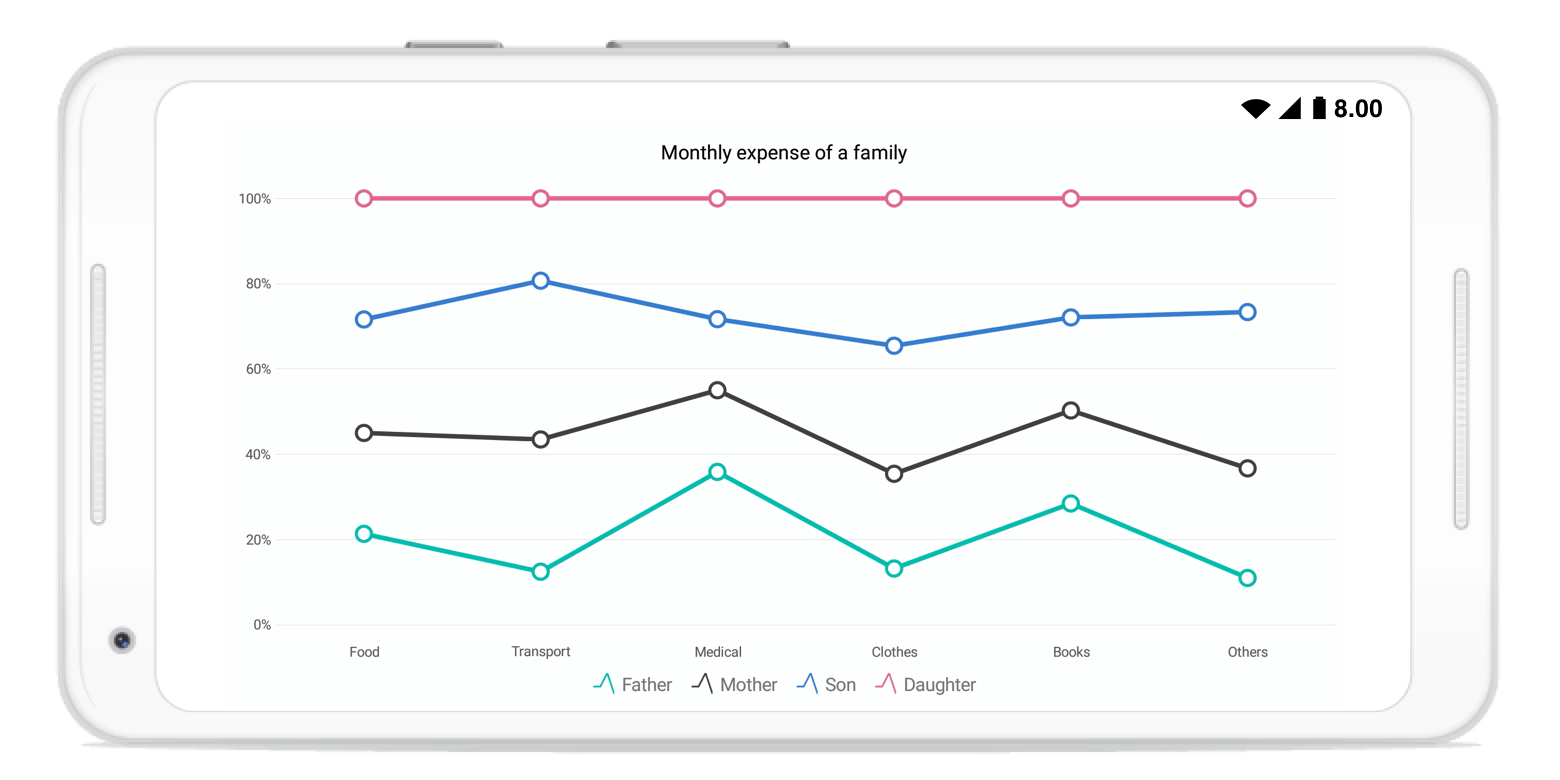 8.00
Monthly expense of a family
100%
80%
60%
40%
20%
0%
Food Transport Medical Clothes Books Others
Father Mother Son Daughter